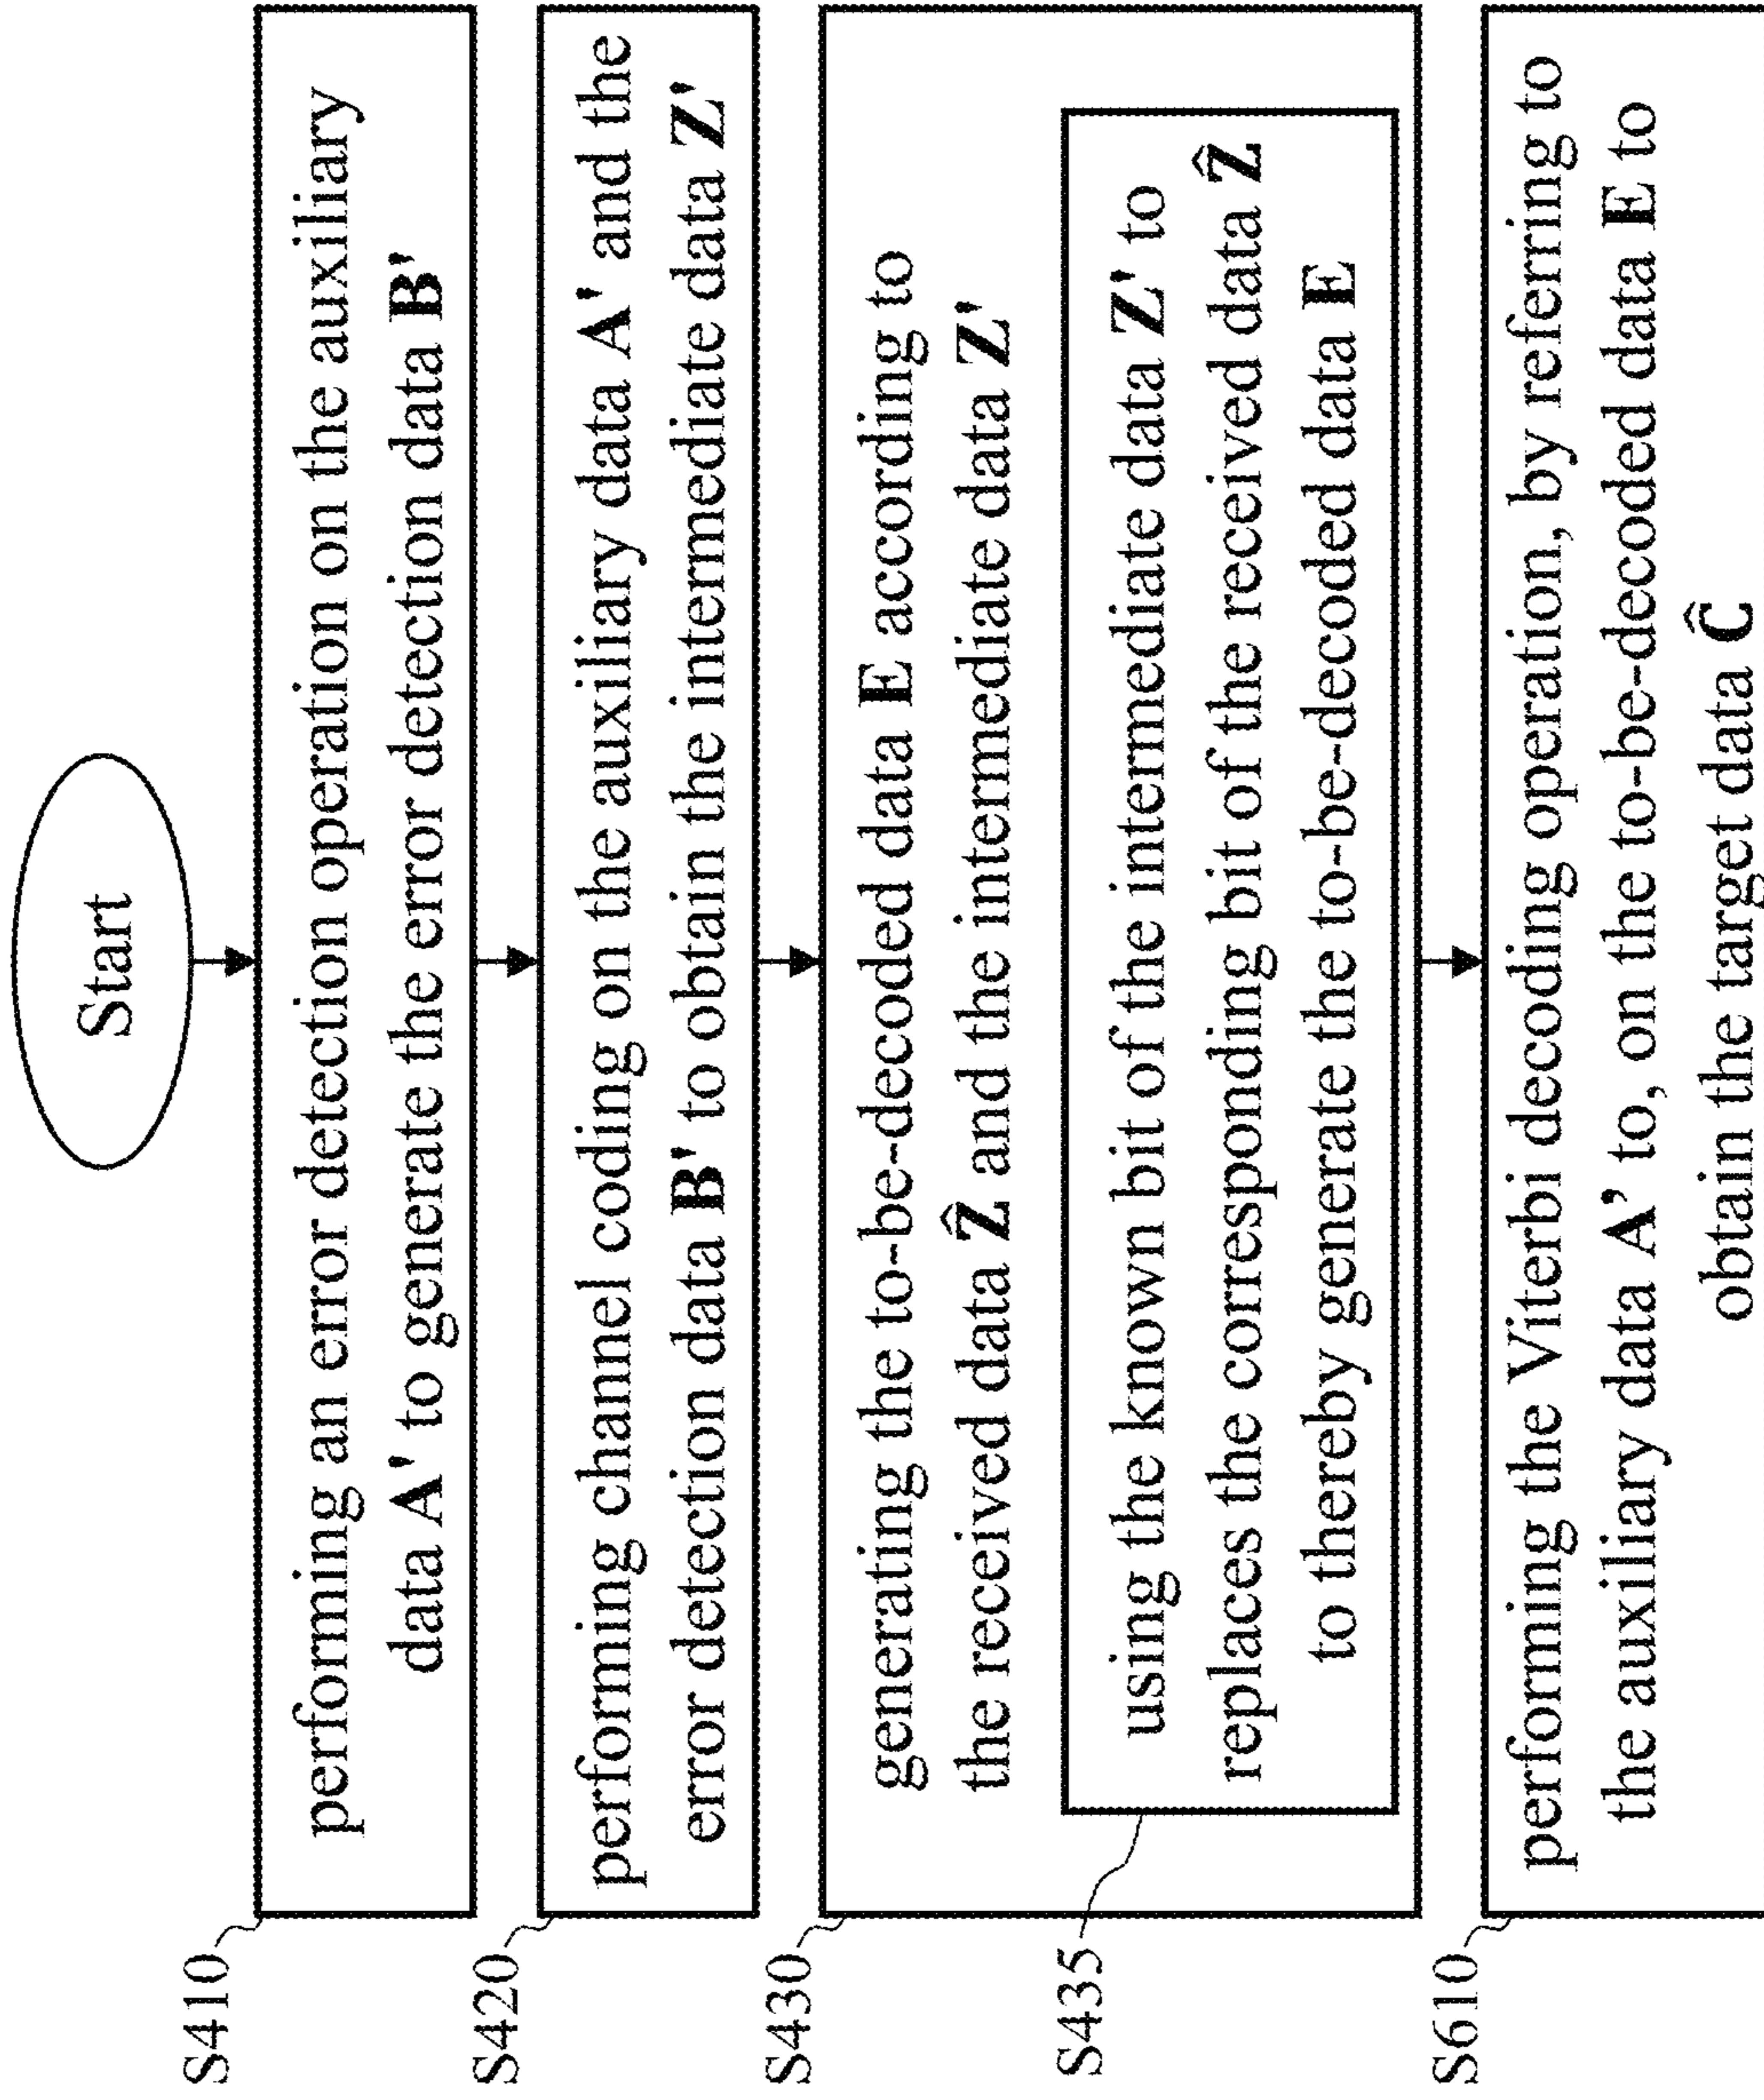 Start
S410
performing an error detection operation on the auxiliary
data A' to generate the error detection data B'
S420
performing channel coding on the auxiliary data A' and the
error detection data B' to obtain the intermediate data Z'
S430
generating the to-be-decoded data E according to
the received data Ẑ and the intermediate data Z'
S435
using the known bit of the intermediate data Z' to
replaces the corresponding bit of the received data Ẑ
to thereby generate the to-be-decoded data E
S610
performing the Viterbi decoding operation, by referring to
the auxiliary data A’ to, on the to-be-decoded data E to
obtain the target data Ĉ